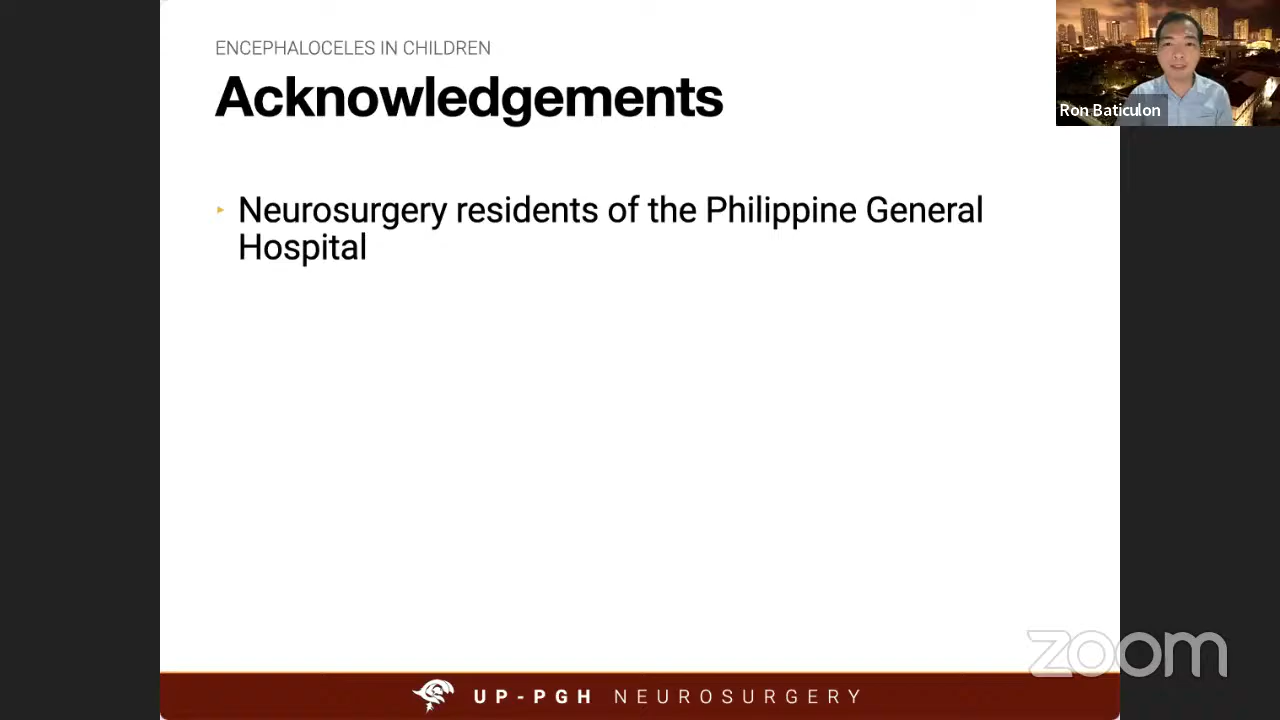 ENCEPHALOCELES IN CHILDREN
Acknowledgements
Ron Baticulon
Neurosurgery residents of the Philippine General
Hospital
zoom
UP-PGH NEUROSURGERY